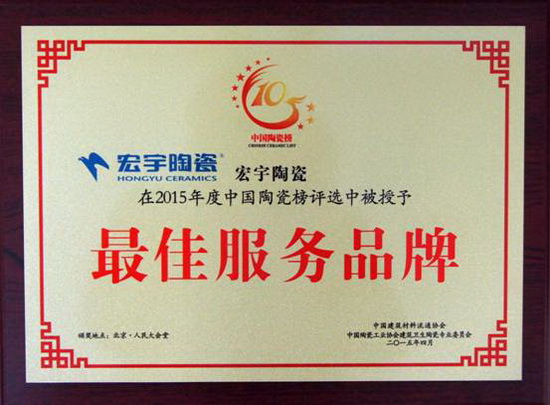 105
中国陶瓷榜
CHINESE CERAMIC LIST
宏宇陶瓷®
HONGYU CERAMICS
宏宇陶瓷
在2015年度中国陶瓷榜评选中被授予
最佳服务品牌
颁奖地点：北京·人民大会堂
中国建筑材料流通协会
中国陶瓷工业协会建筑卫生陶瓷专业委员会
二〇一五年四月